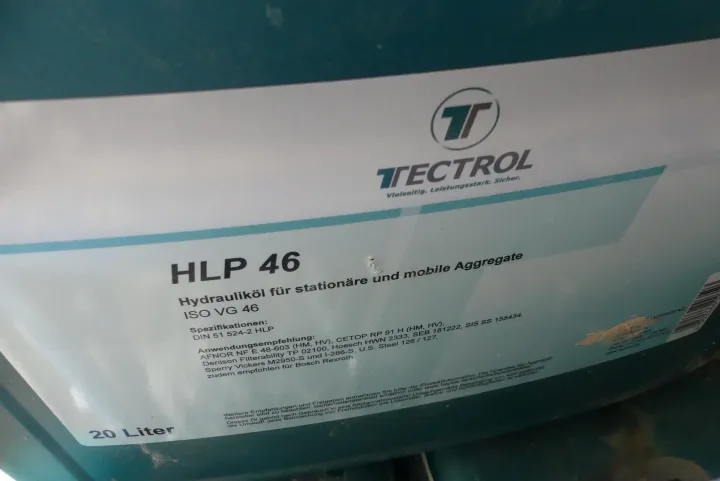 TECTROL
Vielseitig. Leistungsstark. Sicher.
HLP 46
Hydrauliköl für stationäre und mobile Aggregate
ISO VG 46
Spezifikationen:
DIN 51 524-2 HLP
Anwendungsempfehlung:
AFNOR NF E 48-603 (HM, HV), CETOP RP 91 H (HM, HV),
Denison Filterability TP 02100, Hoesch HWN 2333, SEB 181222, SIS SS 155434,
Sperry Vickers M2950-S und I-286-S, U.S. Steel 126 / 127.
zudem empfohlen für Bosch Rexroth
20 Liter